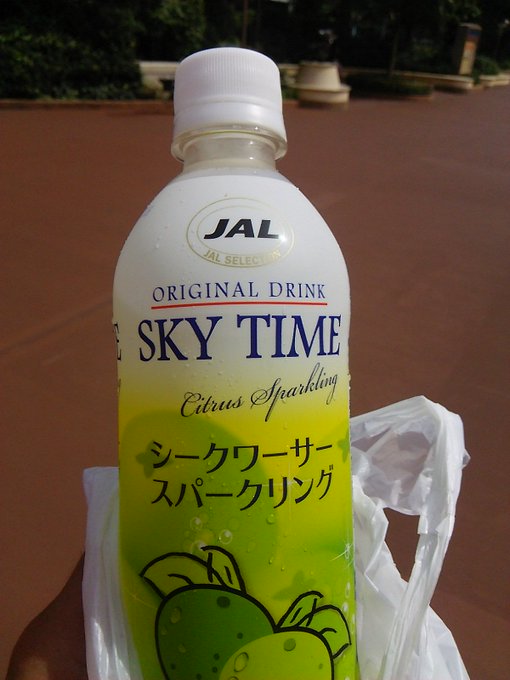 JAL
JAL SELECTION
ORIGINAL DRINK
SKY TIME
Citrus Sparkling
シークワーサー
スパークリング